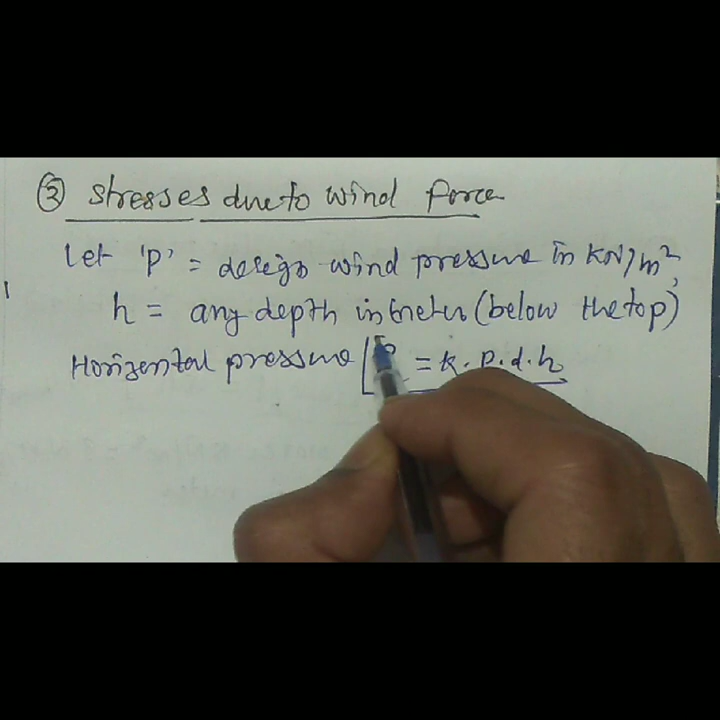 ② stresses due to wind force
Let 'p' = design wind pressure in KN/m²,
h = any depth in meter (below the top)
Horizental pressure = k. p. d. h